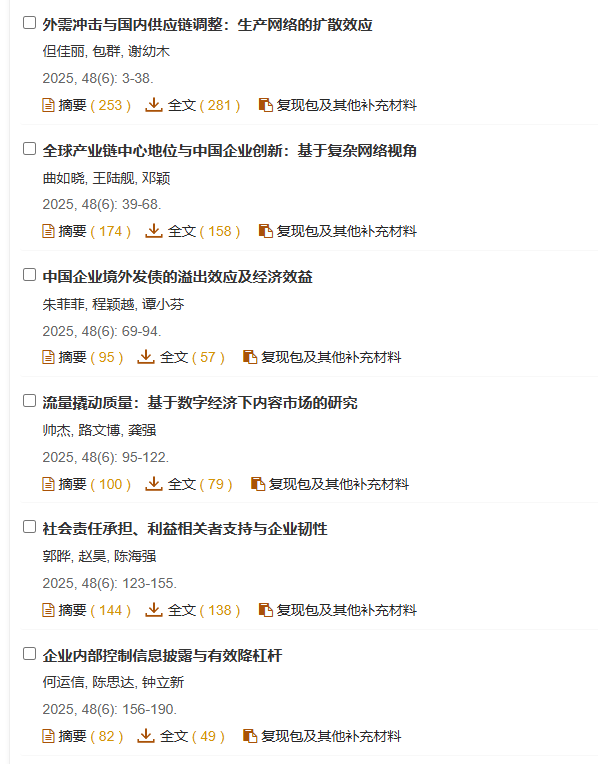 外需冲击与国内供应链调整：生产网络的扩散效应
但佳丽, 包群, 谢幼木
2025, 48(6): 3-38.
摘要 ( 253 ) 全文 ( 281 ) 复现包及其他补充材料
全球产业链中心地位与中国企业创新：基于复杂网络视角
曲如晓, 王陆舰, 邓颖
2025, 48(6): 39-68.
摘要 ( 174 ) 全文 ( 158 ) 复现包及其他补充材料
中国企业境外发债的溢出效应及经济效益
朱菲菲, 程颖越, 谭小芬
2025, 48(6): 69-94.
摘要 ( 95 ) 全文 ( 57 ) 复现包及其他补充材料
流量撬动质量：基于数字经济下内容市场的研究
帅杰, 路文博, 龚强
2025, 48(6): 95-122.
摘要 ( 100 ) 全文 ( 79 ) 复现包及其他补充材料
社会责任承担、利益相关者支持与企业韧性
郭晔, 赵昊, 陈海强
2025, 48(6): 123-155.
摘要 ( 144 ) 全文 ( 138 ) 复现包及其他补充材料
企业内部控制信息披露与有效降杠杆
何运信, 陈思达, 钟立新
2025, 48(6): 156-190.
摘要 ( 82 ) 全文 ( 49 ) 复现包及其他补充材料